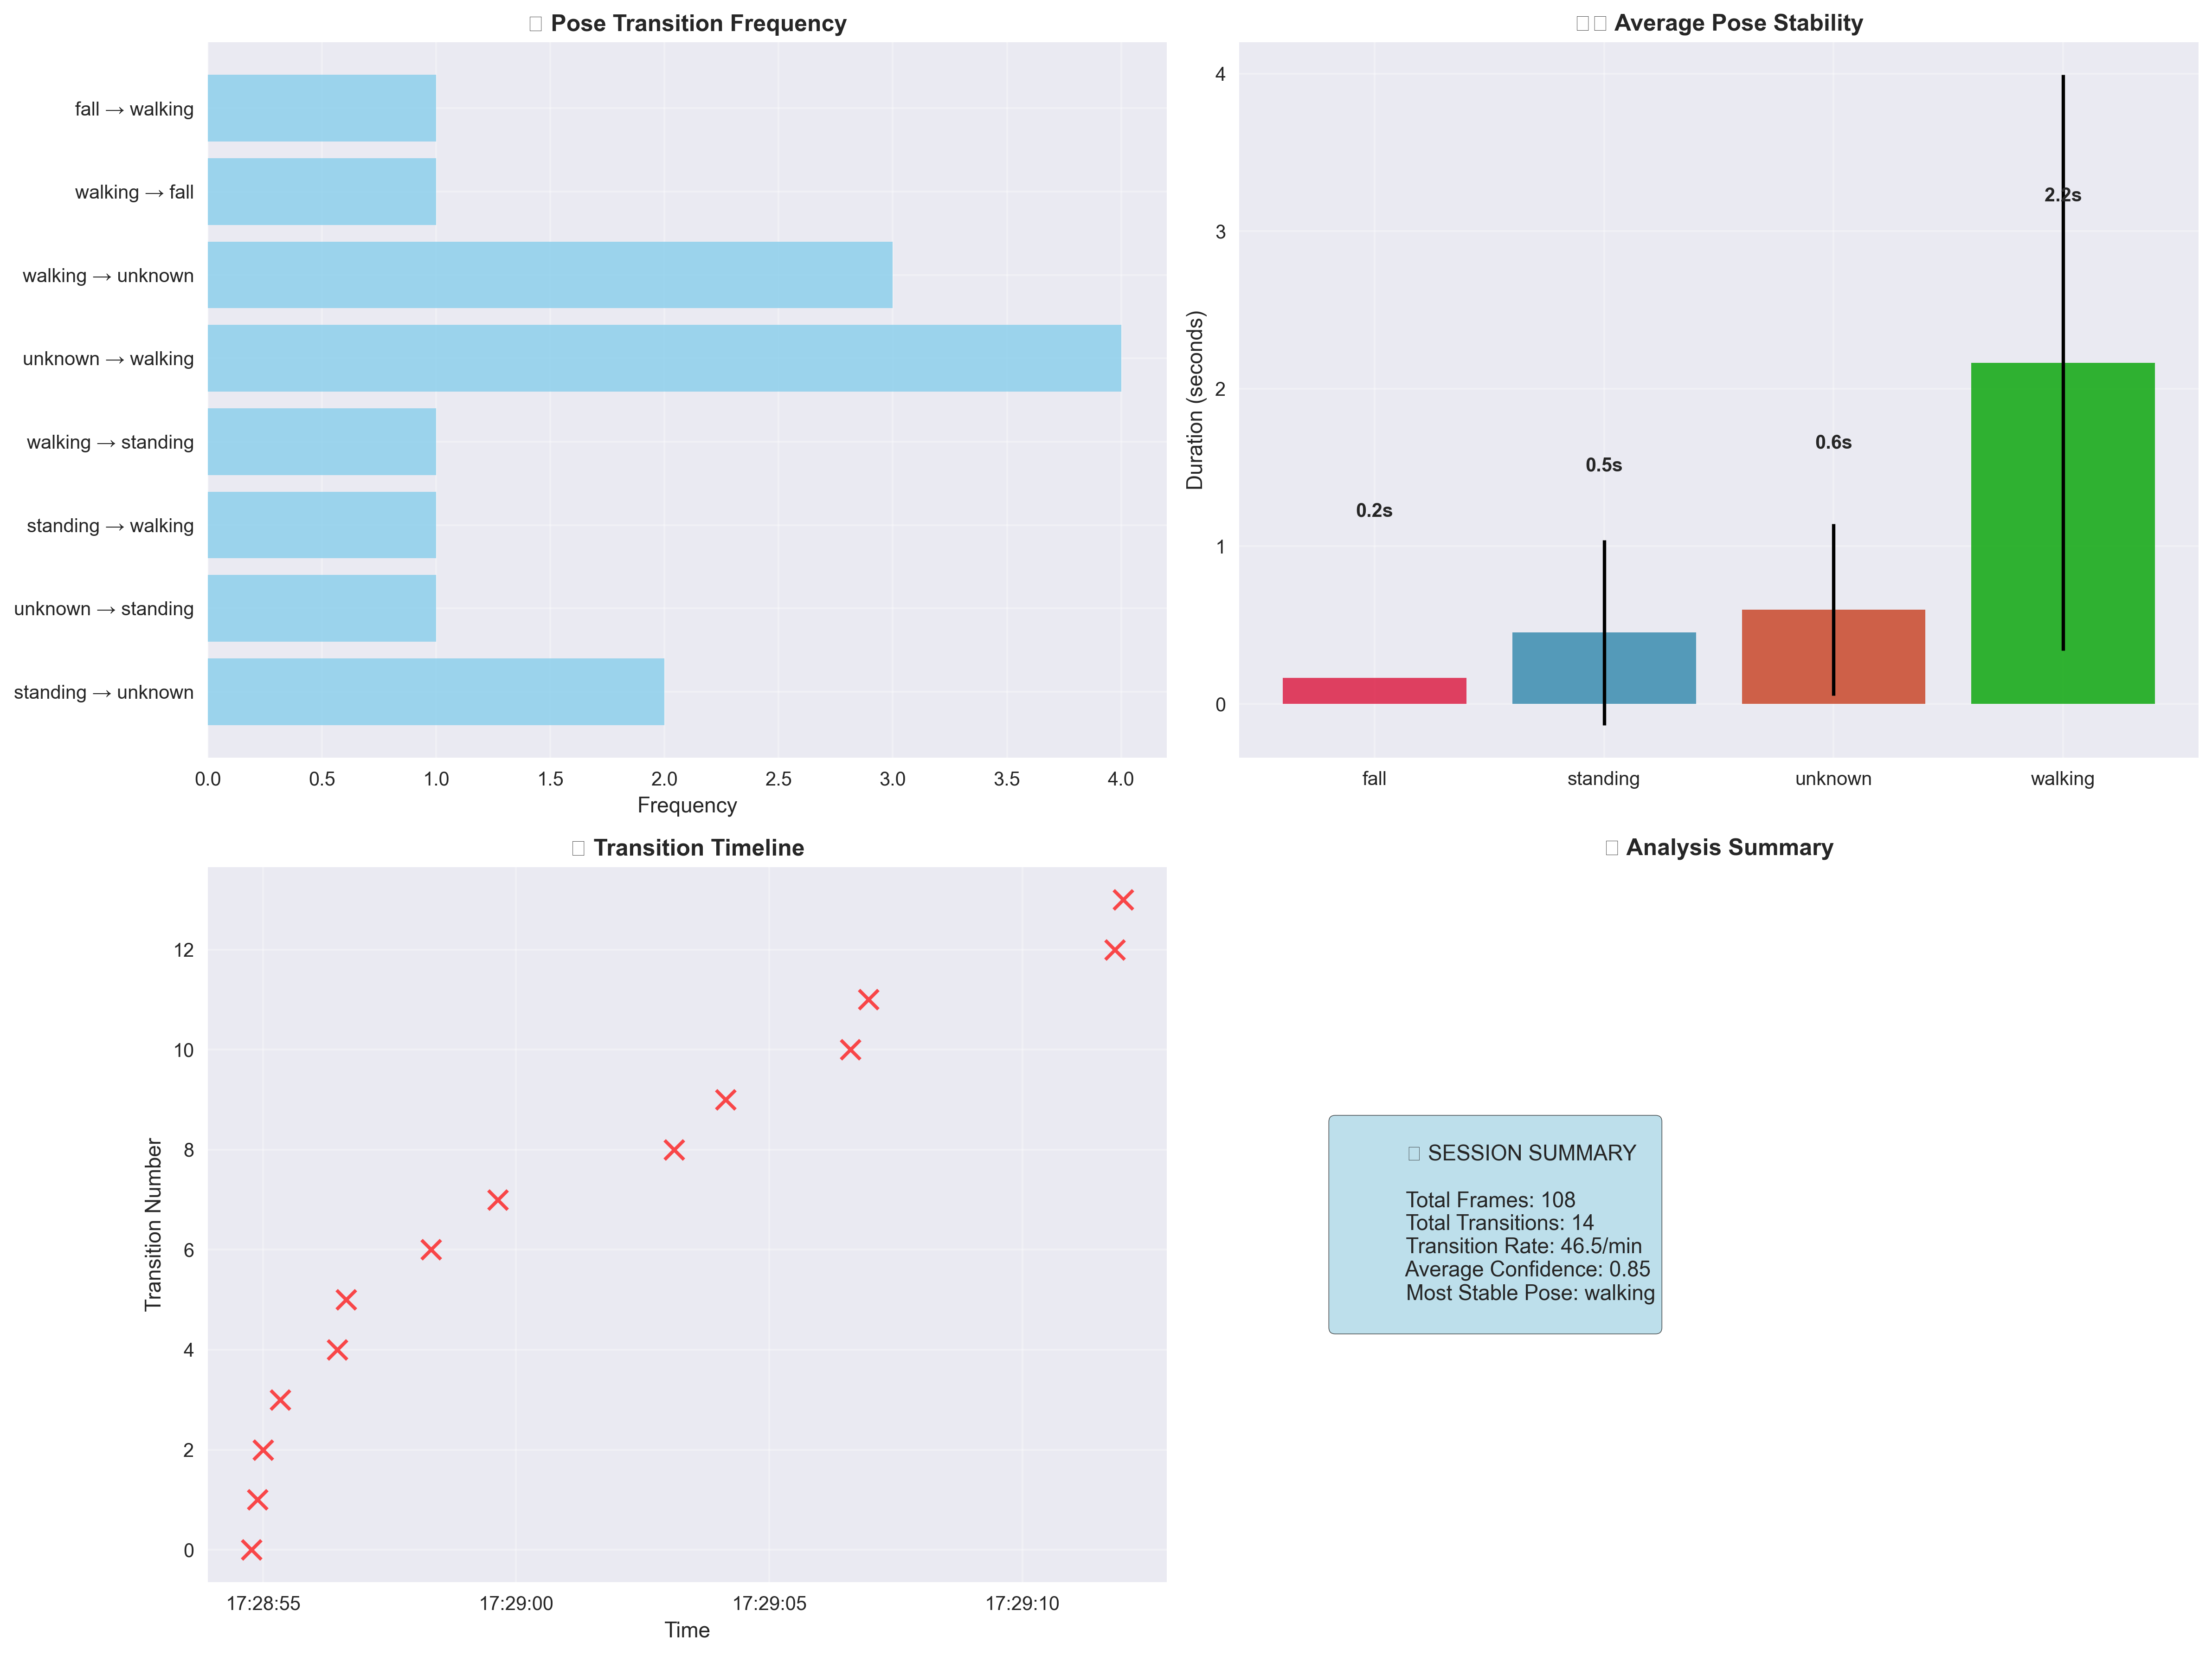 Pose Transition Frequency
fall → walking
walking → fall
walking → unknown
unknown → walking
walking → standing
standing → walking
unknown → standing
standing → unknown
0.0 0.5 1.0 1.5 2.0 2.5 3.0 3.5 4.0
Frequency
Average Pose Stability
Duration (seconds)
4
3
2
1
0
0.2s
0.5s
0.6s
2.2s
fall standing unknown walking
Transition Timeline
Transition Number
12
10
8
6
4
2
0
17:28:55 17:29:00 17:29:05 17:29:10
Time
Analysis Summary
SESSION SUMMARY
Total Frames: 108
Total Transitions: 14
Transition Rate: 46.5/min
Average Confidence: 0.85
Most Stable Pose: walking